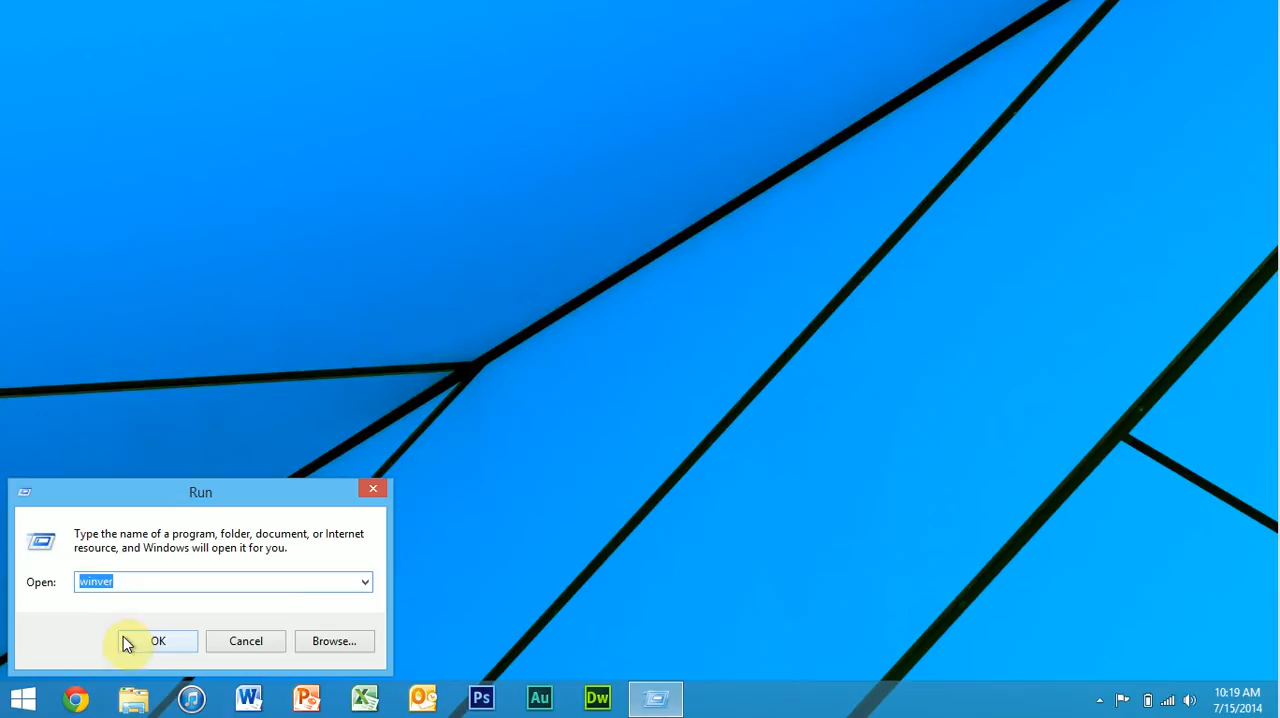 Run
Type the name of a program, folder, document, or Internet
resource, and Windows will open it for you.
Open: winver
OK Cancel Browse...
W P X O Ps Au Dw
10:19 AM
7/15/2014